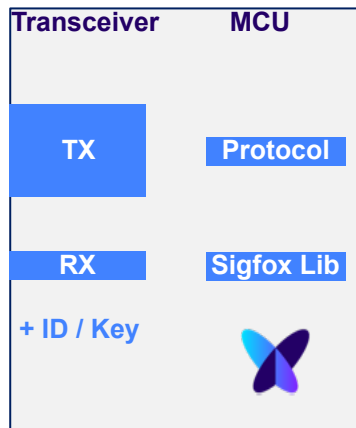 Transceiver MCU
TX Protocol
RX Sigfox Lib
+ ID / Key